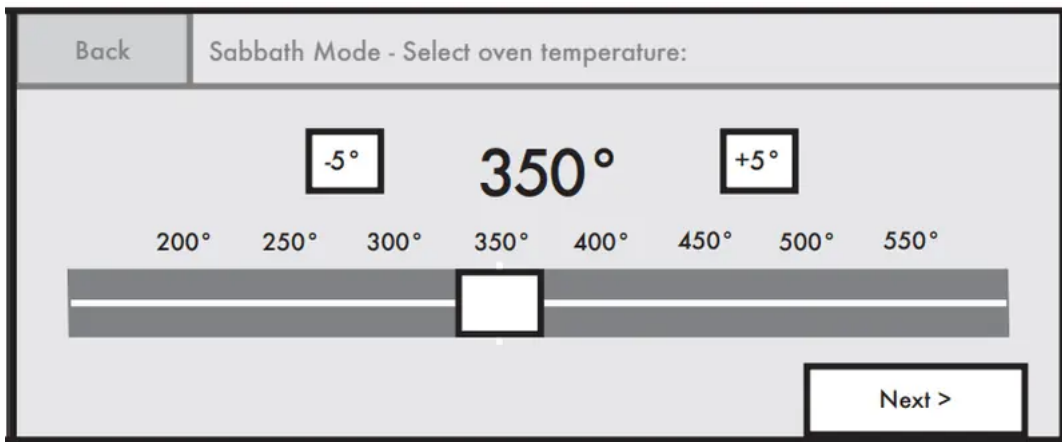 Back
Sabbath Mode - Select oven temperature:
-5°
350°
+5°
200° 250° 300° 350° 400° 450° 500° 550°
Next >